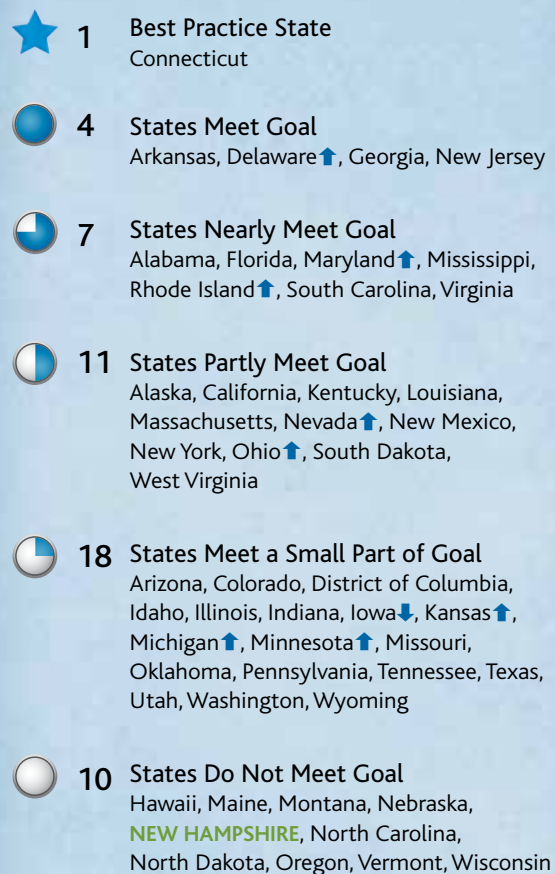 1 Best Practice State
Connecticut
4 States Meet Goal
Arkansas, Delaware⬆, Georgia, New Jersey
7 States Nearly Meet Goal
Alabama, Florida, Maryland⬆, Mississippi,
Rhode Island⬆, South Carolina, Virginia
11 States Partly Meet Goal
Alaska, California, Kentucky, Louisiana,
Massachusetts, Nevada⬆, New Mexico,
New York, Ohio⬆, South Dakota,
West Virginia
18 States Meet a Small Part of Goal
Arizona, Colorado, District of Columbia,
Idaho, Illinois, Indiana, Iowa⬇, Kansas⬆,
Michigan⬆, Minnesota⬆, Missouri,
Oklahoma, Pennsylvania, Tennessee, Texas,
Utah, Washington, Wyoming
10 States Do Not Meet Goal
Hawaii, Maine, Montana, Nebraska,
NEW HAMPSHIRE, North Carolina,
North Dakota, Oregon, Vermont, Wisconsin